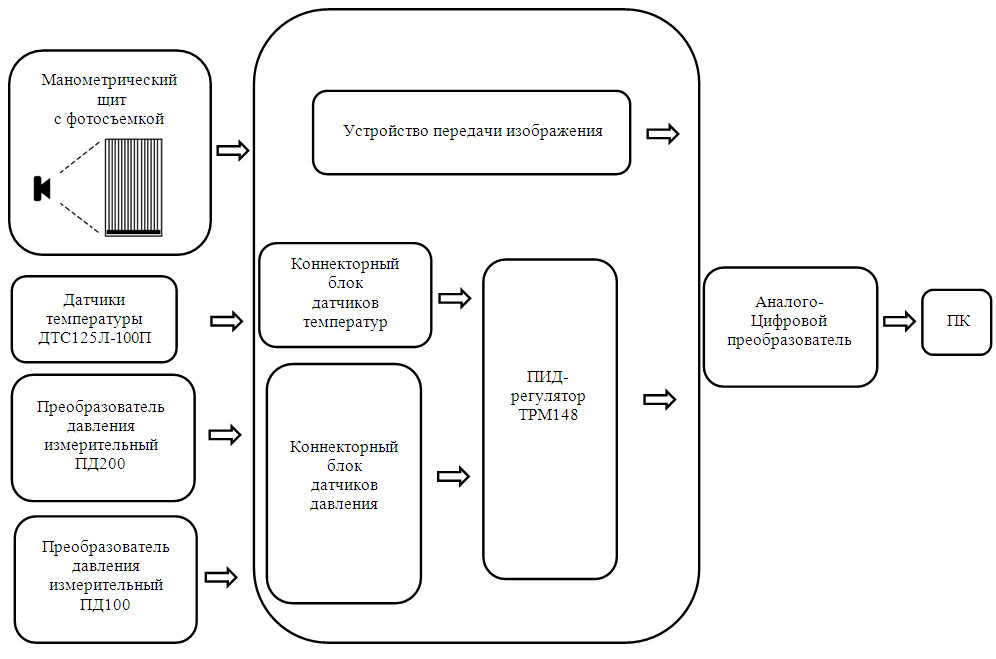 Манометрический
щит
с фотосъемкой
Устройство передачи изображения
Датчики
температуры
ДТС125Л-100П
Коннекторный
блок
датчиков
температур
Преобразователь
давления
измерительный
ПД200
Коннекторный
блок
датчиков
давления
Преобразователь
давления
измерительный
ПД100
ПИД-
регулятор
ТРМ148
Аналого-
Цифровой
преобразователь
ПК